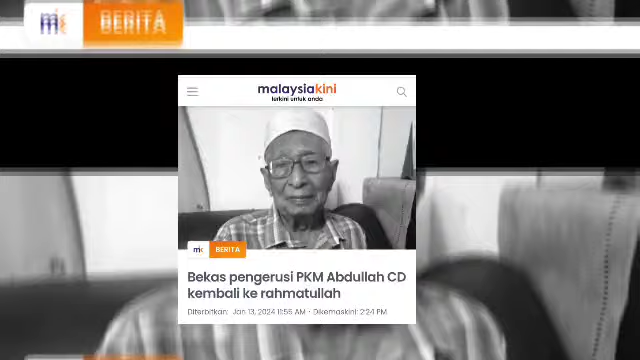 BERITA
malaysiakini
terkini untuk anda
BERITA
Bekas pengerusi PKM Abdullah CD
kembali ke rahmatullah
Diterbitkan: Jan 13, 2024 11:56 AM · Dikemaskini: 2:24 PM